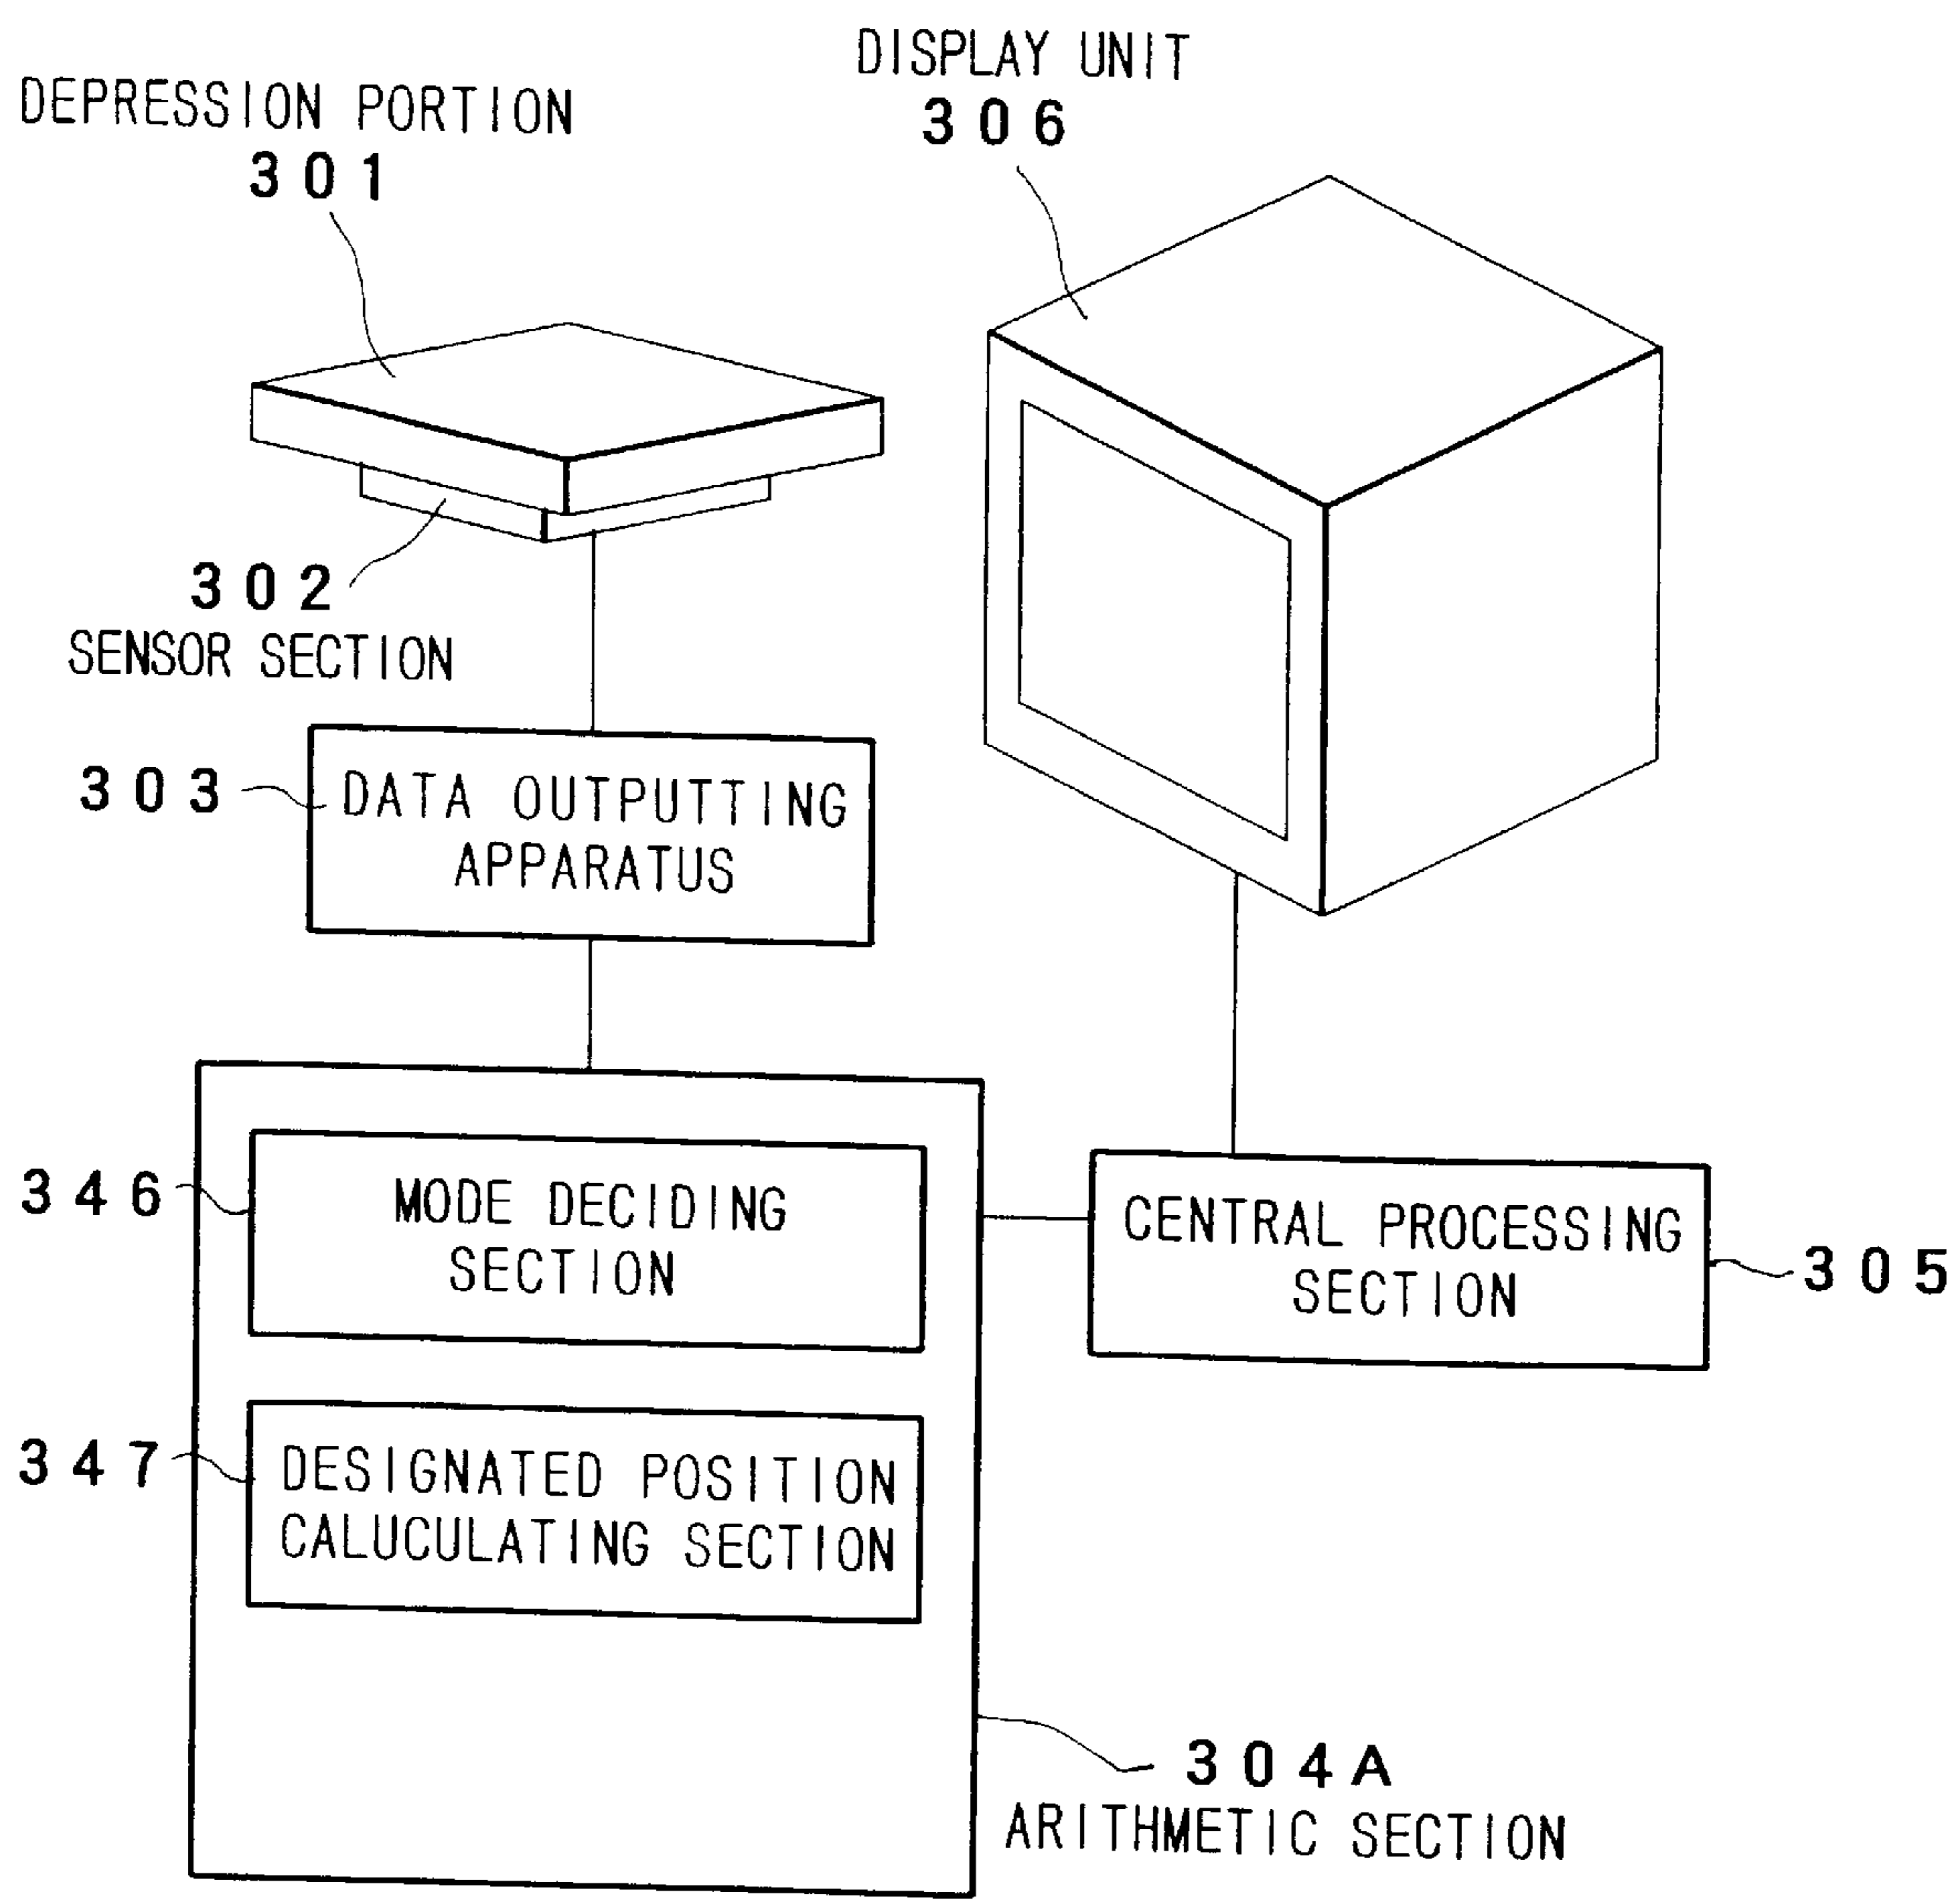 DISPLAY UNIT
306
DEPRESSION PORTION
301
302
SENSOR SECTION
303
DATA OUTPUTTING
APPARATUS
346
MODE DECIDING
SECTION
CENTRAL PROCESSING
SECTION
305
347
DESIGNATED POSITION
CALUCULATING SECTION
304A
ARITHMETIC SECTION